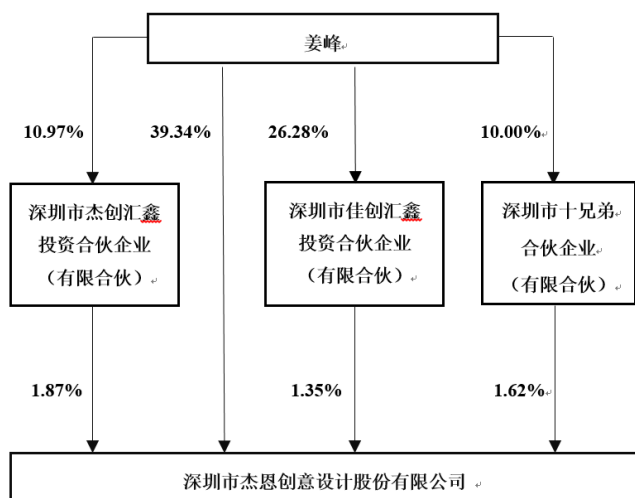 姜峰
10.97%
39.34%
26.28%
10.00%
深圳市杰创汇鑫
投资合伙企业
（有限合伙）
深圳市佳创汇鑫
投资合伙企业
（有限合伙）
深圳市十兄弟
合伙企业
（有限合伙）
1.87%
1.35%
1.62%
深圳市杰恩创意设计股份有限公司